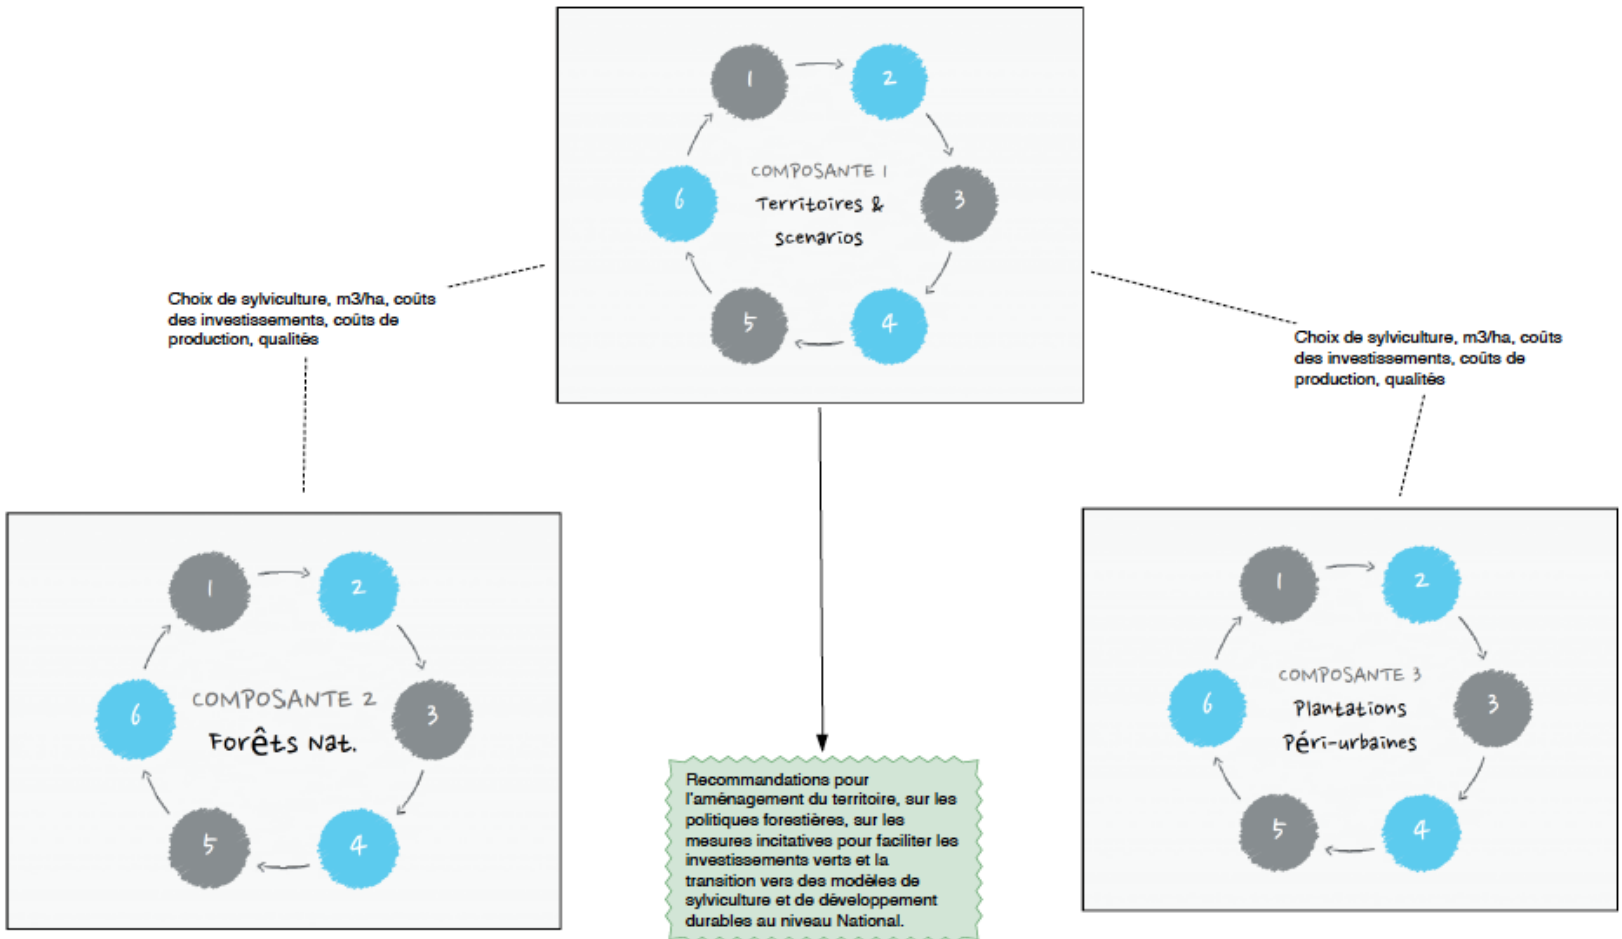 1
2
COMPOSANTE 1
6
Territoires &
3
scenarios
5
4
Choix de sylviculture, m3/ha, coûts
des investissements, coûts de
production, qualités
Choix de sylviculture, m3/ha, coûts
des investissements, coûts de
production, qualités
1
2
COMPOSANTE 2
6
3
Forêts Nat.
5
4
1
2
COMPOSANTE 3
6
Plantations
3
Péri-urbaines
5
4
Recommandations pour
l'aménagement du territoire, sur les
politiques forestières, sur les
mesures incitatives pour faciliter les
investissements verts et la
transition vers des modèles de
sylviculture et de développement
durables au niveau National.